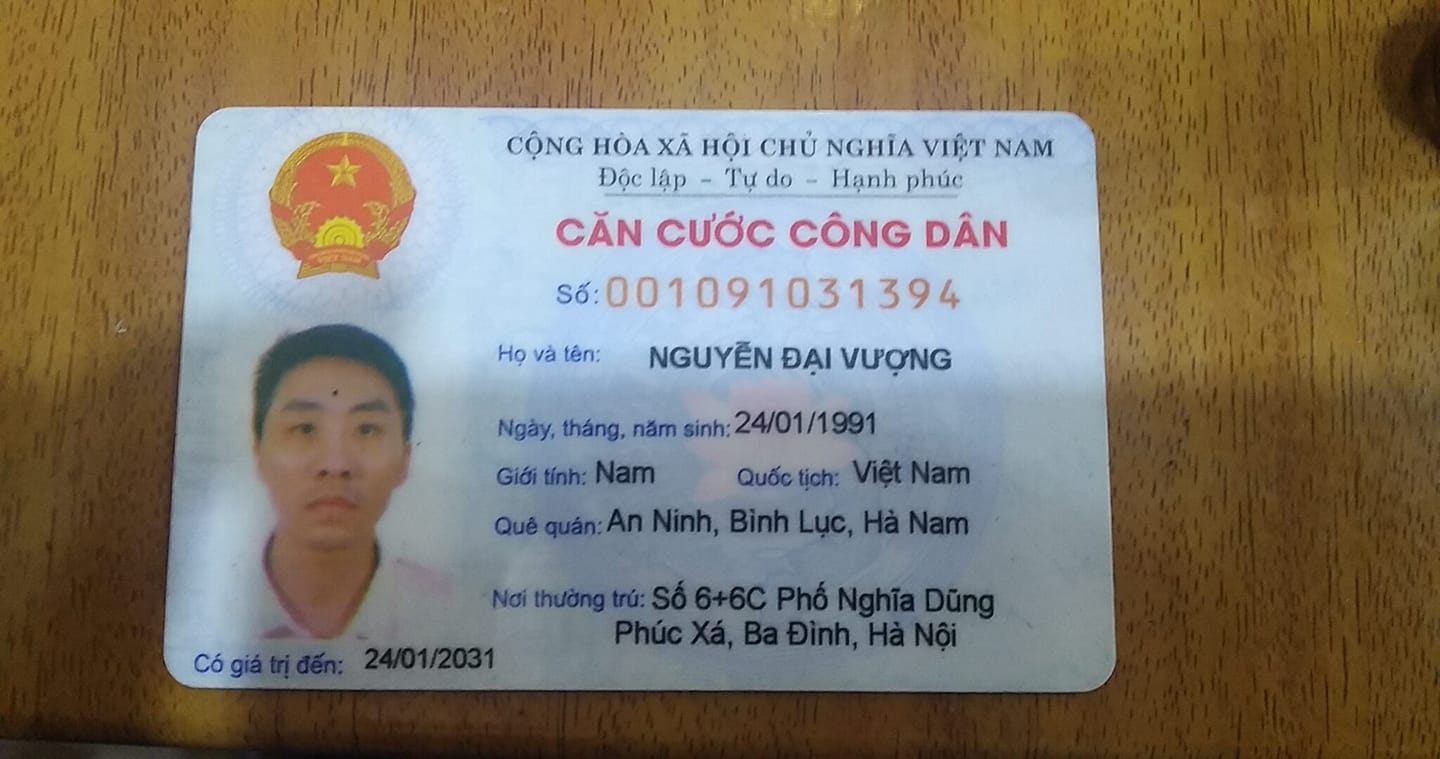 CỘNG HÒA XÃ HỘI CHỦ NGHĨA VIỆT NAM
Độc lập - Tự do - Hạnh phúc
CĂN CƯỚC CÔNG DÂN
Số: 001091031394
Họ và tên: NGUYỄN ĐẠI VƯỢNG
Ngày, tháng, năm sinh: 24/01/1991
Giới tính: Nam Quốc tịch: Việt Nam
Quê quán: An Ninh, Bình Lục, Hà Nam
Nơi thường trú: Số 6+6C Phố Nghĩa Dũng
Phúc Xá, Ba Đình, Hà Nội
Có giá trị đến: 24/01/2031
VIỆT NAM